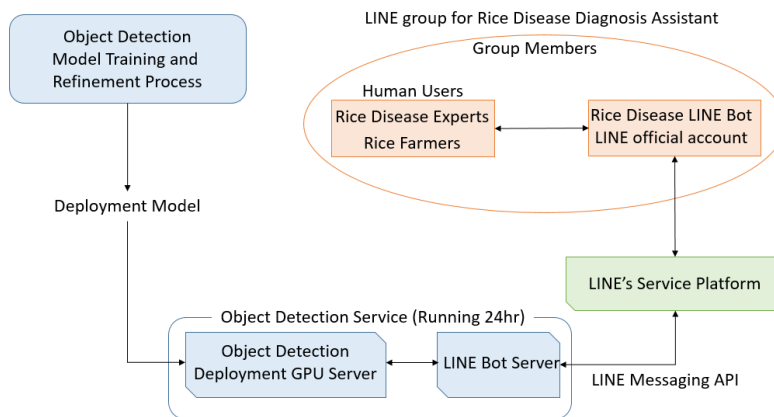 Object Detection
Model Training and
Refinement Process
LINE group for Rice Disease Diagnosis Assistant
Group Members
Human Users
Rice Disease Experts
Rice Farmers
Rice Disease LINE Bot
LINE official account
Deployment Model
LINE's Service Platform
Object Detection Service (Running 24hr)
Object Detection
Deployment GPU Server
LINE Bot Server
LINE Messaging API